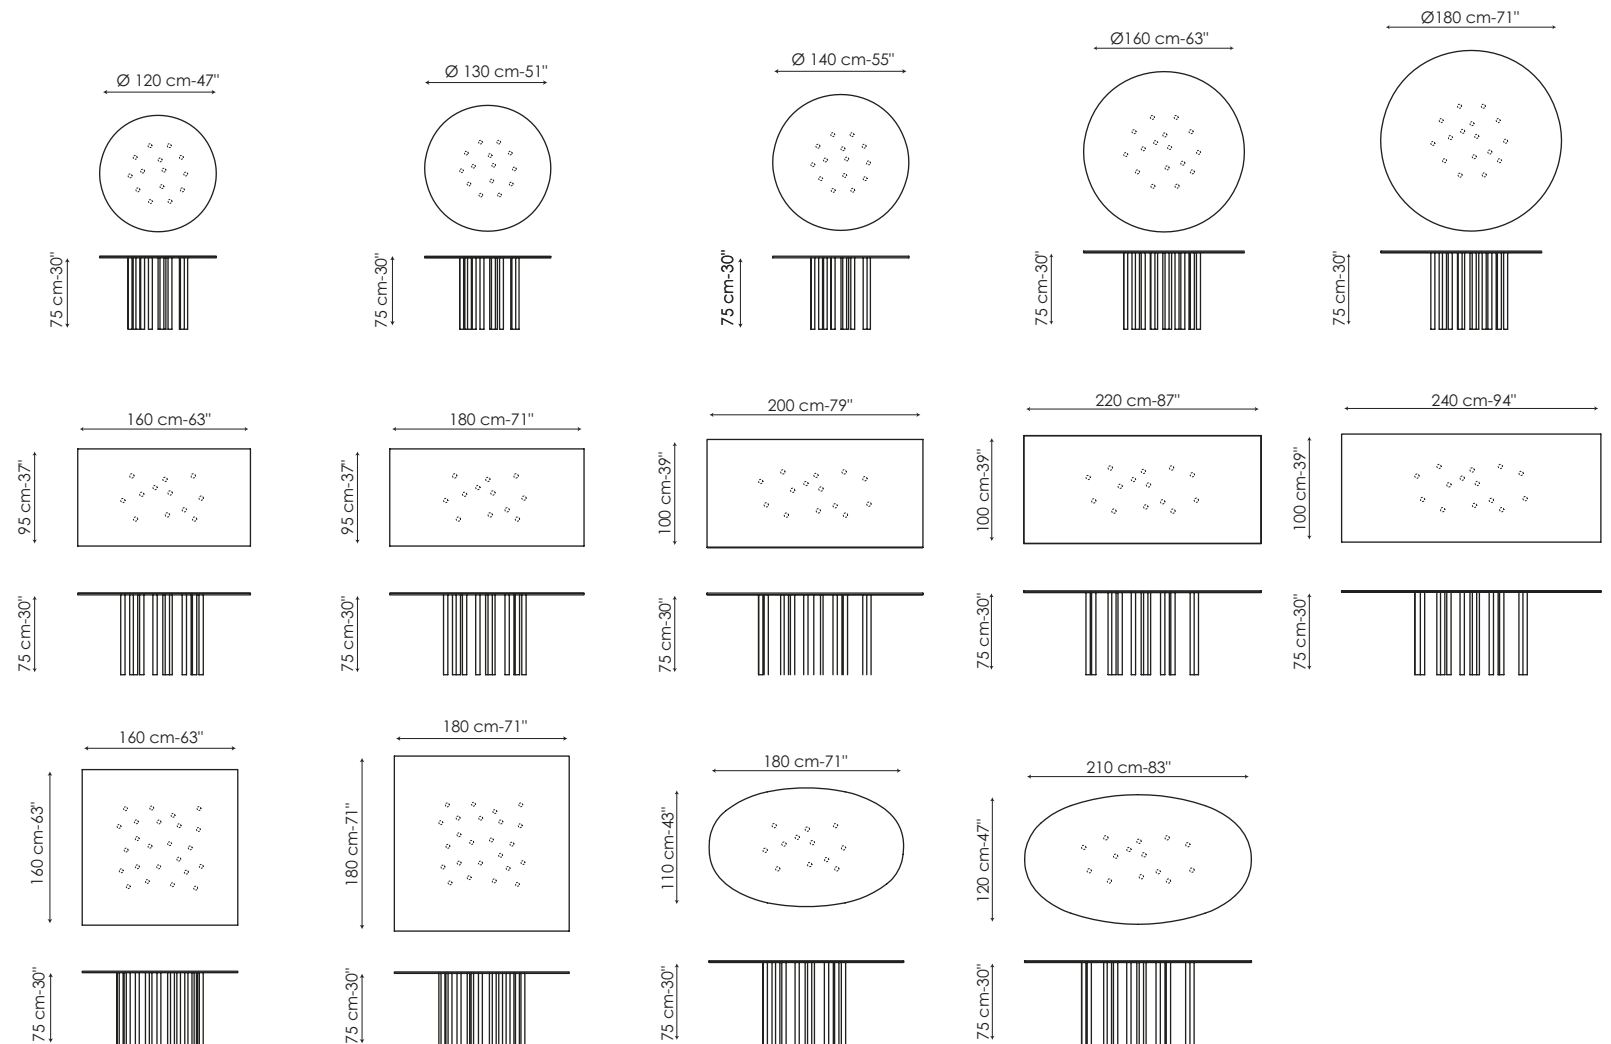 Ø 120 cm-47"
Ø 130 cm-51"
Ø 140 cm-55"
Ø160 cm-63"
Ø180 cm-71"
75 cm-30"
75 cm-30"
75 cm-30"
75 cm-30"
75 cm-30"
160 cm-63"
180 cm-71"
200 cm-79"
220 cm-87"
240 cm-94"
95 cm-37"
95 cm-37"
100 cm-39"
100 cm-39"
100 cm-39"
75 cm-30"
75 cm-30"
75 cm-30"
75 cm-30"
75 cm-30"
160 cm-63"
180 cm-71"
180 cm-71"
210 cm-83"
160 cm-63"
180 cm-71"
110 cm-43"
120 cm-47"
75 cm-30"
75 cm-30"
75 cm-30"
75 cm-30"